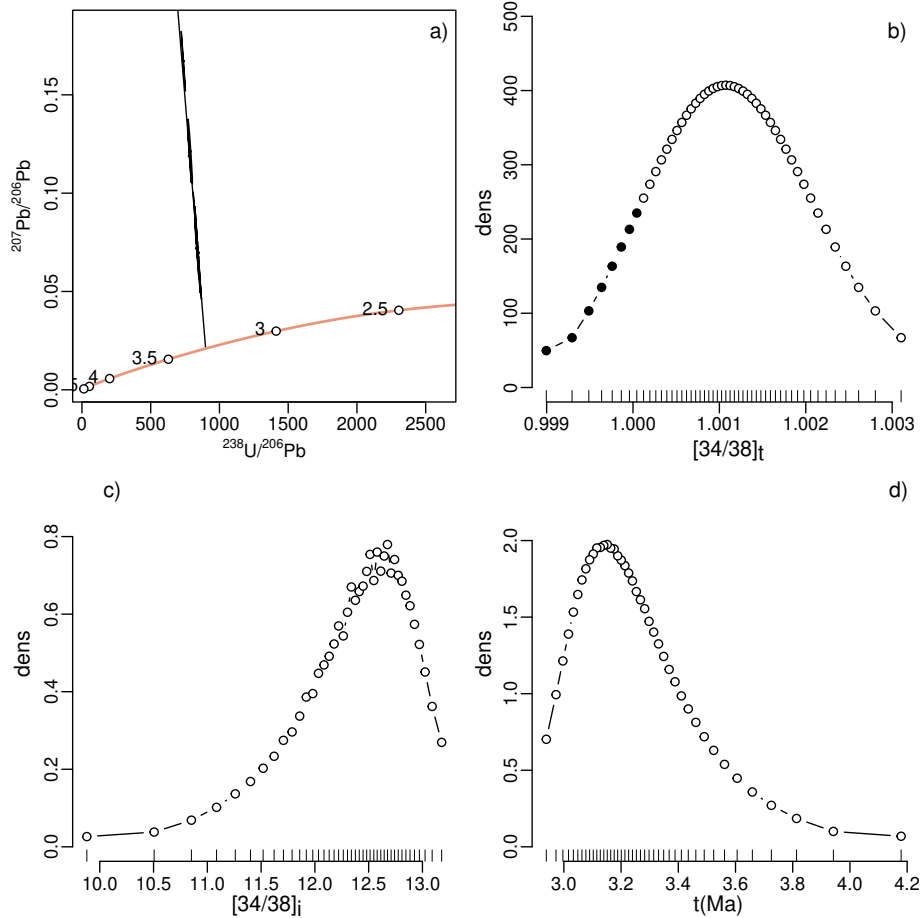 a)
²⁰⁷Pb/²⁰⁶Pb
0.00 0.05 0.10 0.15
4 3.5 3 2.5
0 500 1000 1500 2000 2500
²³⁸U/²⁰⁶Pb
b)
dens
0 100 200 300 400 500
0.999 1.000 1.001 1.002 1.003
[34/38]t
c)
dens
0.0 0.2 0.4 0.6 0.8
10.0 10.5 11.0 11.5 12.0 12.5 13.0
[34/38]i
d)
dens
0.0 0.5 1.0 1.5 2.0
3.0 3.2 3.4 3.6 3.8 4.0 4.2
t(Ma)